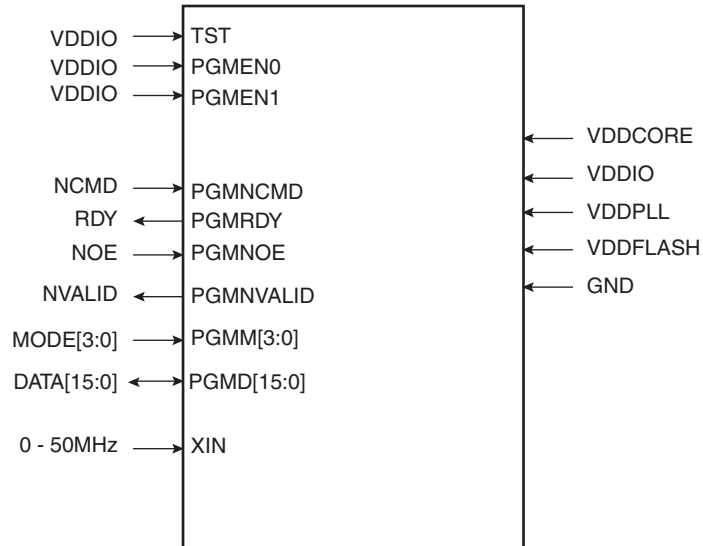 VDDIO TST
VDDIO PGMEN0
VDDIO PGMEN1
VDDCORE
VDDIO
NCMD PGMNCMD
VDDPLL
RDY PGMRDY
NOE PGMNOE
VDDFLASH
NVALID PGMNVALID
GND
MODE[3:0] PGMM[3:0]
DATA[15:0] PGMD[15:0]
0 - 50MHz XIN